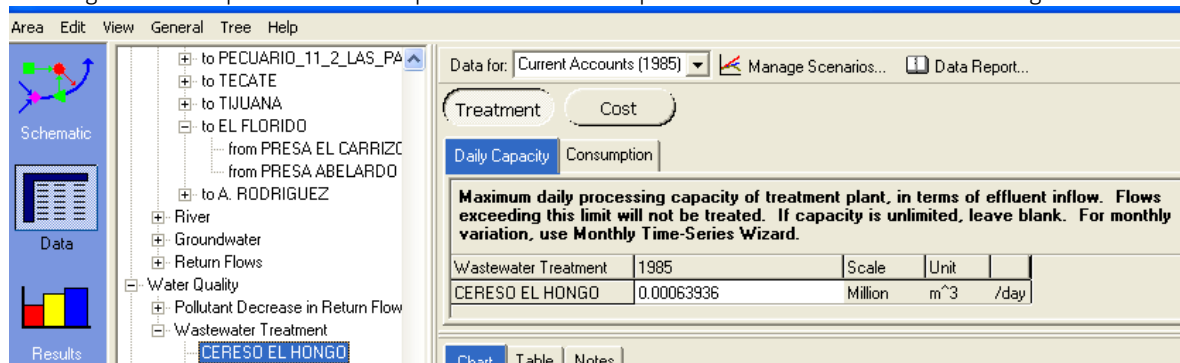 Area Edit View General Tree Help
Schematic
Data
Results
to PECUARIO_11_2_LAS_PA
to TECATE
to TIJUANA
to EL FLORIDO
from PRESA EL CARRIZO
from PRESA ABELARDO
to A. RODRIGUEZ
River
Groundwater
Return Flows
Water Quality
Pollutant Decrease in Return Flow
Wastewater Treatment
CERESO EL HONGO
Data for: Current Accounts (1985) Manage Scenarios... Data Report...
Treatment Cost
Daily Capacity Consumption
Maximum daily processing capacity of treatment plant, in terms of effluent inflow. Flows
exceeding this limit will not be treated. If capacity is unlimited, leave blank. For monthly
variation, use Monthly Time-Series Wizard.
Wastewater Treatment 1985 Scale Unit
CERESO EL HONGO 0.00063936 Million m^3 /day
Chart Table Notes